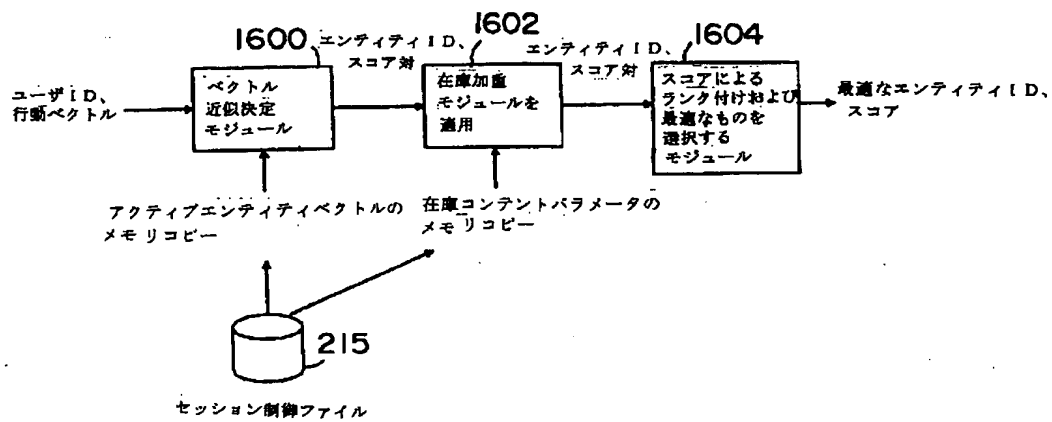 1600
エンティティID、
スコア対
1602
エンティティID、
スコア対
1604
ユーザID、
行動ベクトル
ベクトル
近似決定
モジュール
在庫加重
モジュールを
適用
スコアによる
ランク付けおよび
最適なものを
選択する
モジュール
最適なエンティティID、
スコア
アクティブエンティティベクトルの
メモリコピー
在庫コンテントパラメータの
メモリコピー
215
セッション制御ファイル